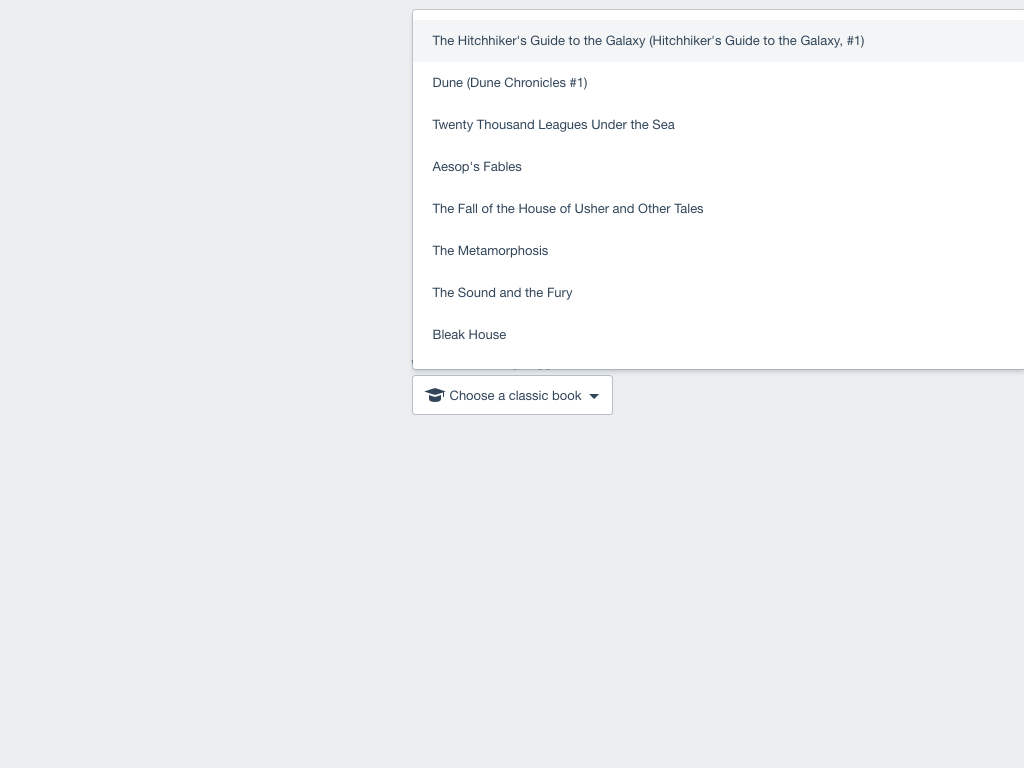 The Hitchhiker's Guide to the Galaxy (Hitchhiker's Guide to the Galaxy, #1)
Dune (Dune Chronicles #1)
Twenty Thousand Leagues Under the Sea
Aesop's Fables
The Fall of the House of Usher and Other Tales
The Metamorphosis
The Sound and the Fury
Bleak House
Choose a classic book